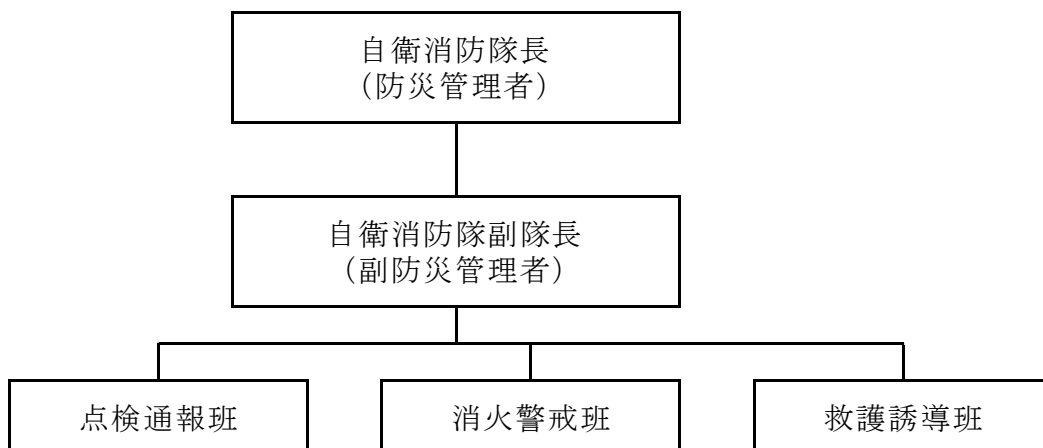 自衛消防隊長
（防災管理者）
自衛消防隊副隊長
（副防災管理者）
点検通報班
消火警戒班
救護誘導班